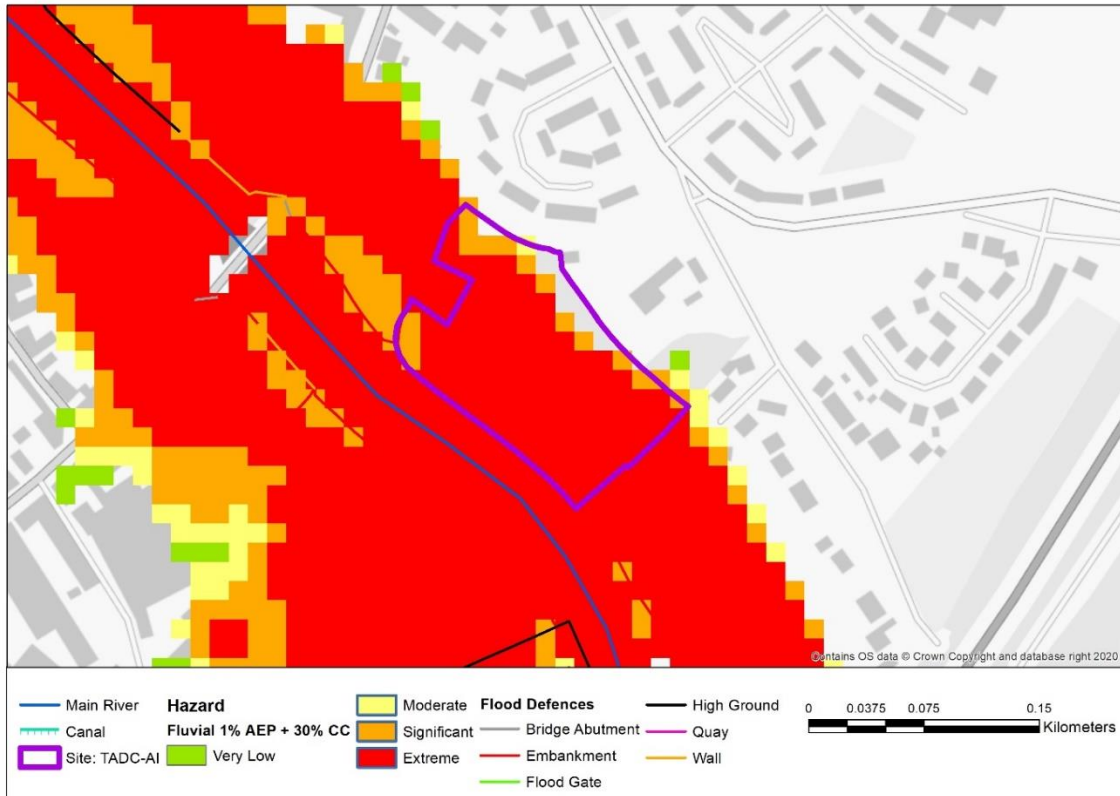 Contains OS data © Crown Copyright and database right 2020
Main River
Canal
Site: TADC-AI
Hazard
Fluvial 1% AEP + 30% CC
Very Low
Moderate
Significant
Extreme
Flood Defences
Bridge Abutment
Embankment
Flood Gate
High Ground
Quay
Wall
0 0.0375 0.075 0.15
Kilometers